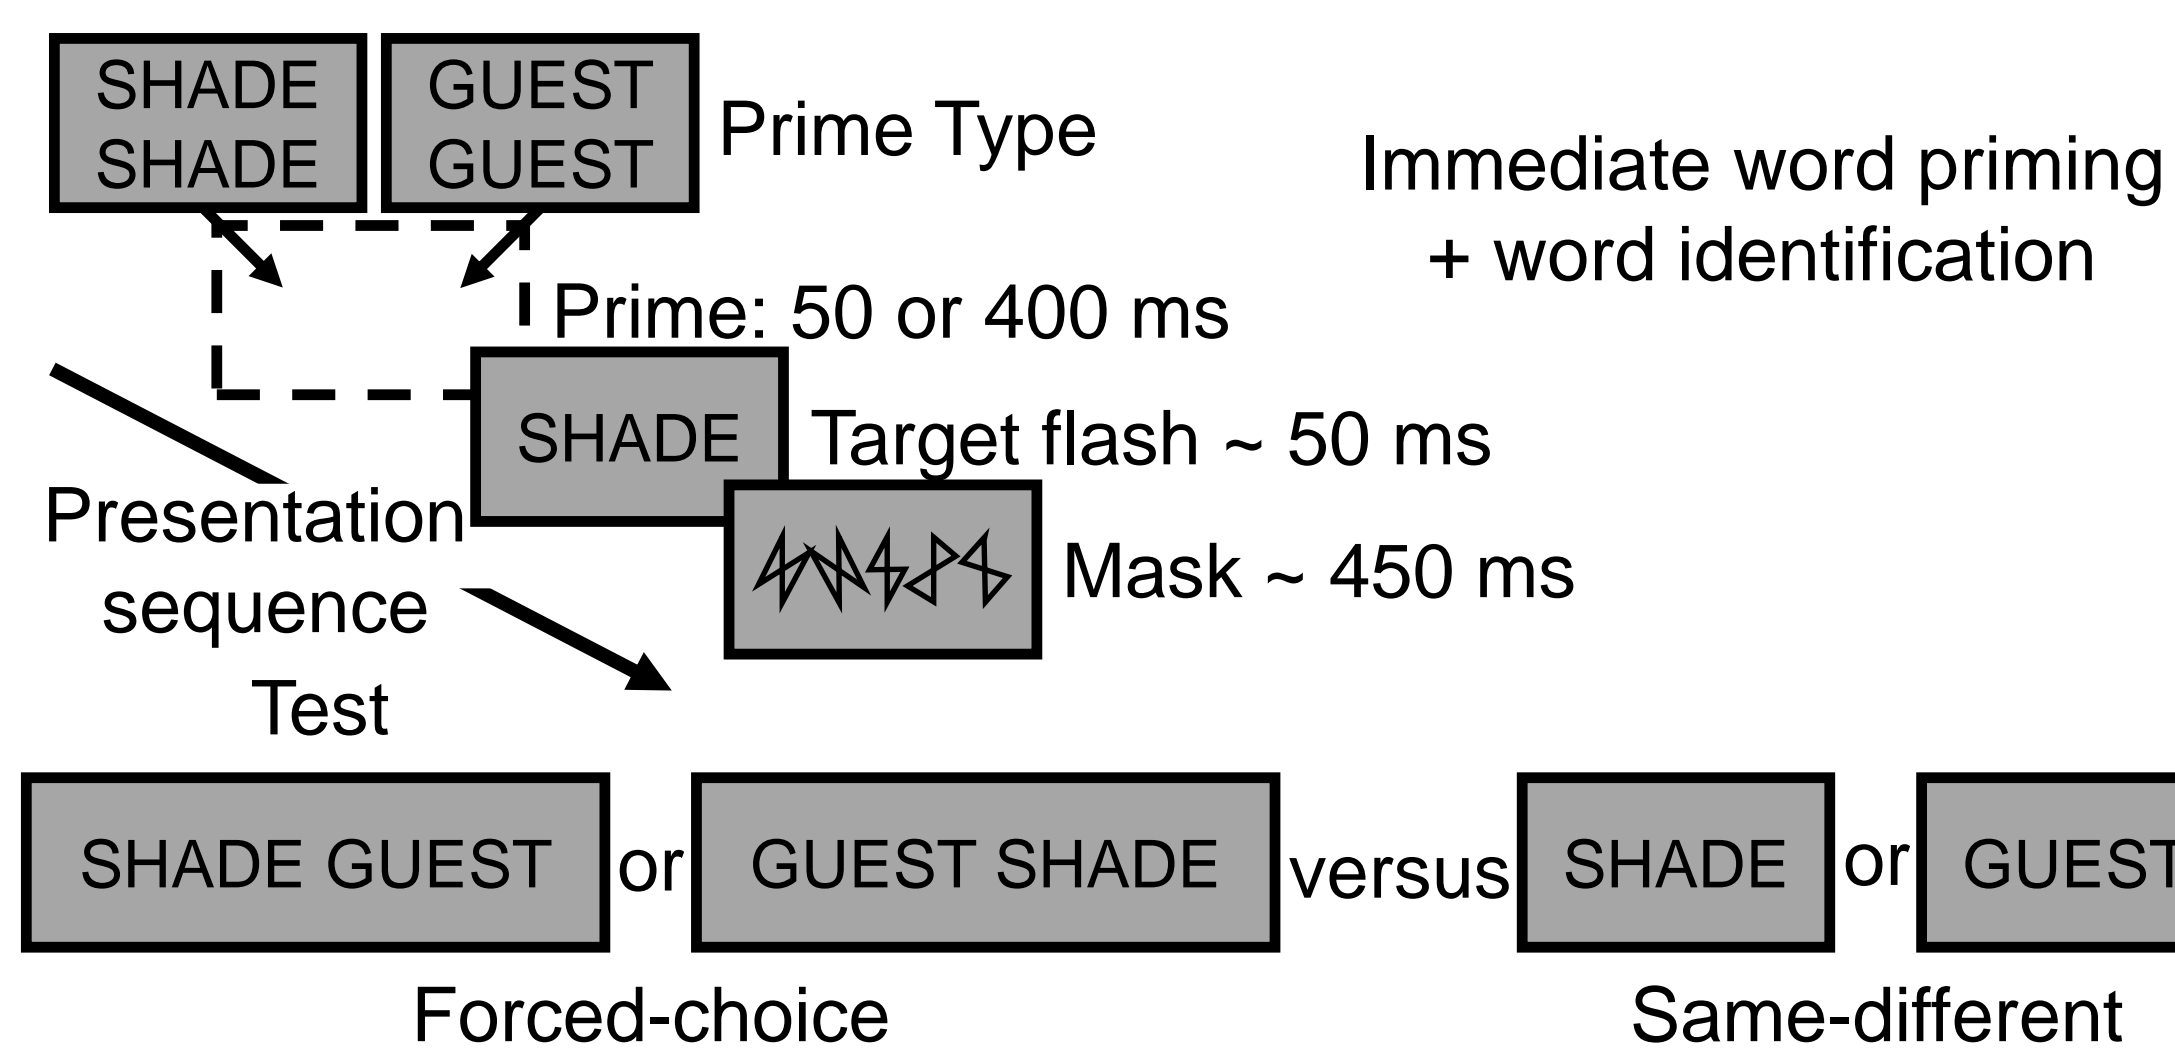 SHADE
SHADE
GUEST
GUEST
Prime Type
Immediate word priming
+ word identification
Prime: 50 or 400 ms
SHADE
Target flash ~ 50 ms
Presentation
sequence
Mask ~ 450 ms
Test
SHADE GUEST
or
GUEST SHADE
versus
SHADE
or
GUEST
Forced-choice
Same-different